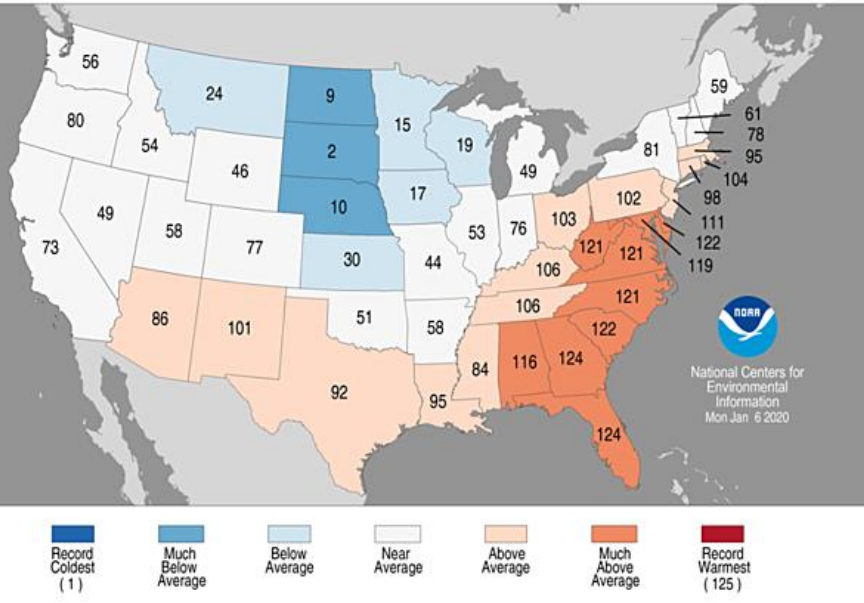 56
24
9
15
19
59
61
78
95
104
98
111
122
119
80
54
46
2
17
49
81
102
103
49
58
77
10
30
53
76
44
106
121
121
73
86
101
51
58
106
121
122
92
95
84
116
124
124
NOAA
National Centers for
Environmental
Information
Mon Jan 6 2020
Record
Coldest
(1)
Much
Below
Average
Below
Average
Near
Average
Above
Average
Much
Above
Average
Record
Warmest
(125)